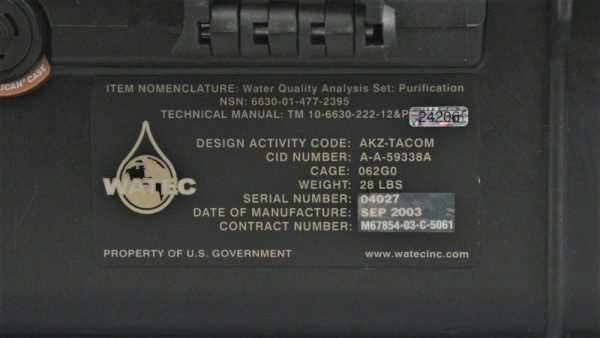 ICAN® CASE
ITEM NOMENCLATURE: Water Quality Analysis Set: Purification
NSN: 6630-01-477-2395
TECHNICAL MANUAL: TM 10-6630-222-12&P
24206
DESIGN ACTIVITY CODE: AKZ-TACOM
CID NUMBER: A-A-59338A
CAGE: 062G0
WATEC
WEIGHT: 28 LBS
SERIAL NUMBER: 04027
DATE OF MANUFACTURE: SEP 2003
CONTRACT NUMBER: M67854-03-C-5061
PROPERTY OF U.S. GOVERNMENT www.watecinc.com